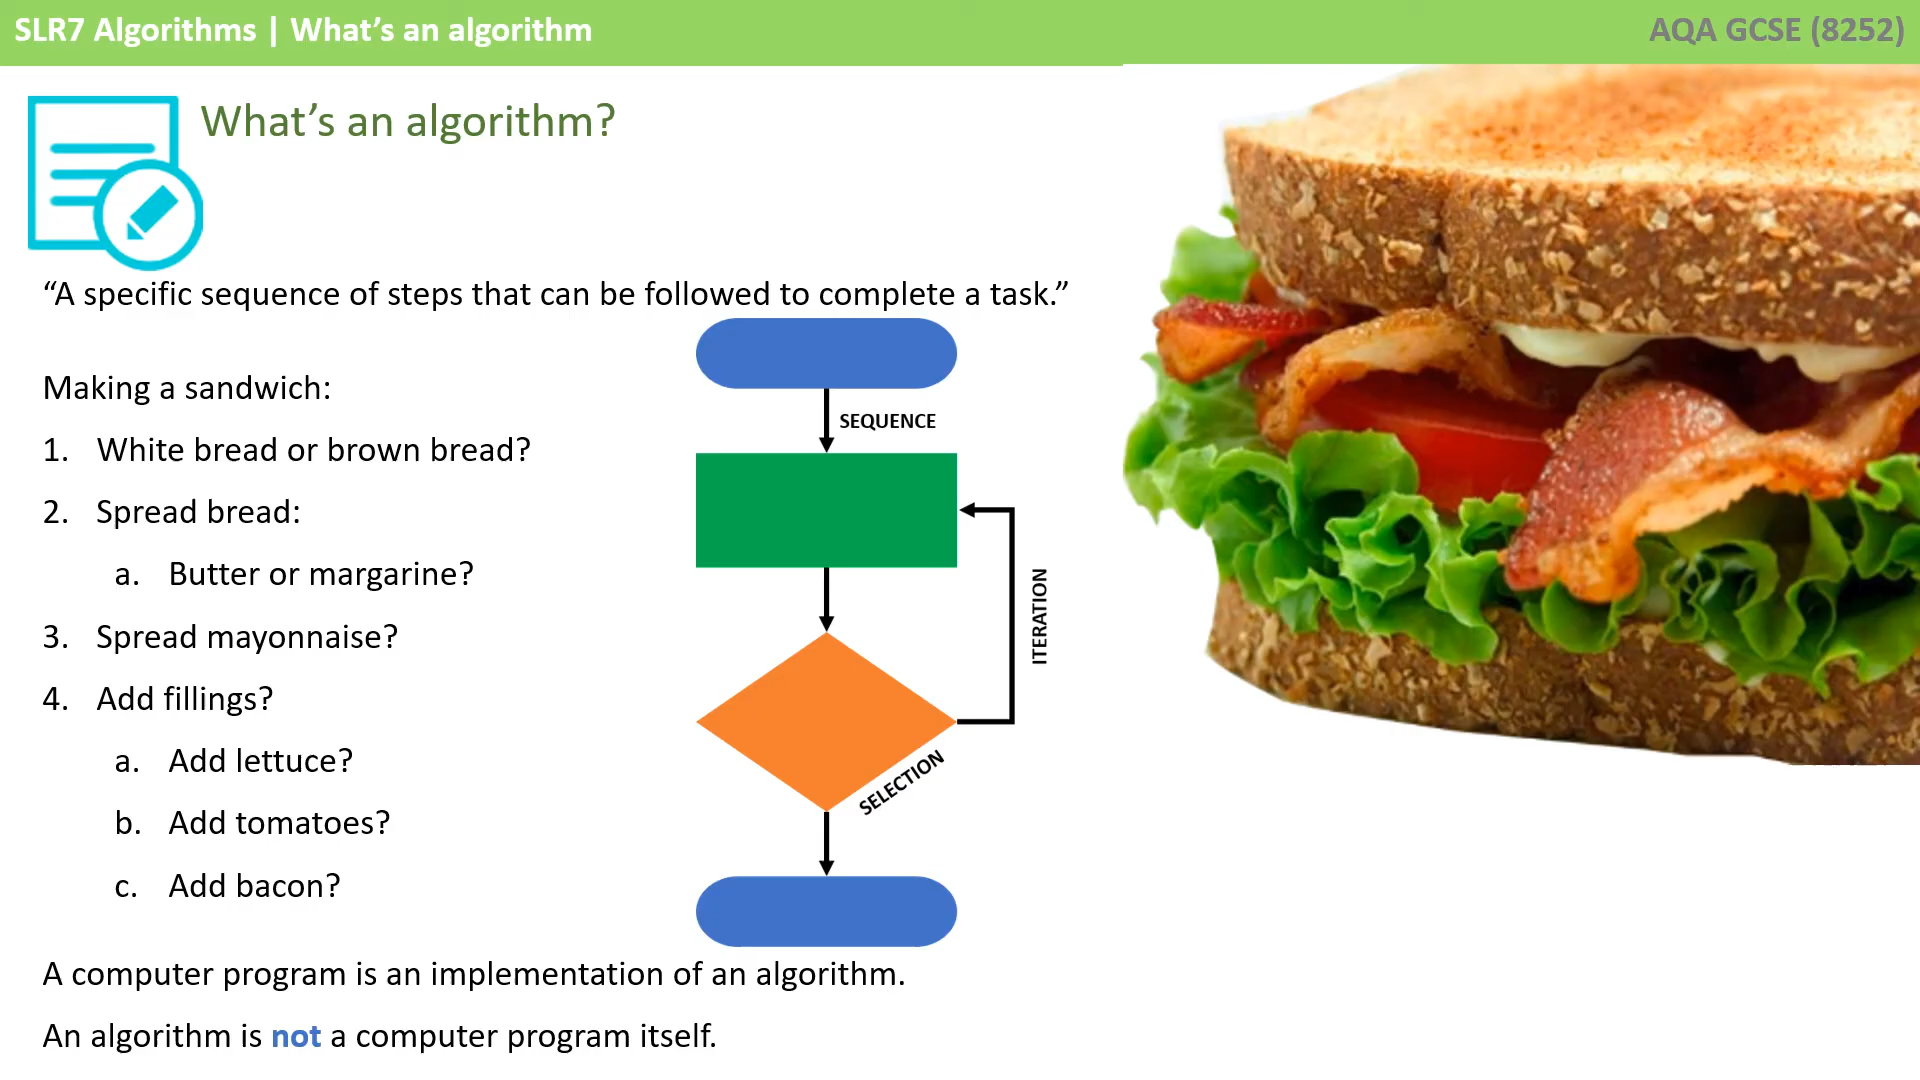 SLR7 Algorithms | What’s an algorithm
AQA GCSE (8252)
What’s an algorithm?
“A specific sequence of steps that can be followed to complete a task.”
Making a sandwich:
1. White bread or brown bread?
2. Spread bread:
a. Butter or margarine?
3. Spread mayonnaise?
4. Add fillings?
a. Add lettuce?
b. Add tomatoes?
c. Add bacon?
SEQUENCE
ITERATION
SELECTION
A computer program is an implementation of an algorithm.
An algorithm is not a computer program itself.